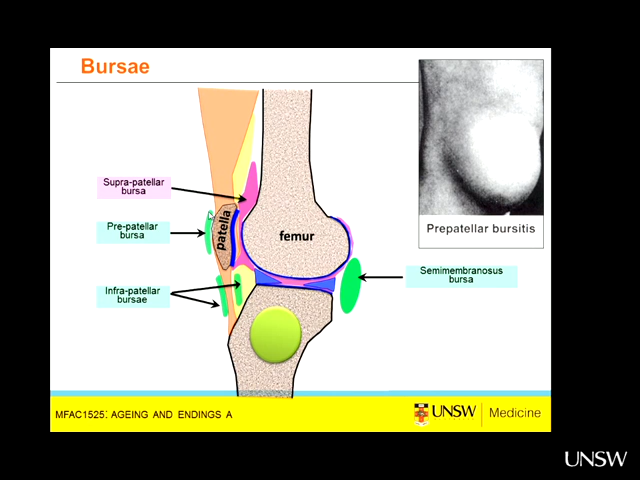 Bursae
Supra-patellar
bursa
Pre-patellar
bursa
patella
femur
Infra-patellar
bursae
Semimembranosus
bursa
Prepatellar bursitis
MFAC1525: AGEING AND ENDINGS A
UNSW Medicine
UNSW